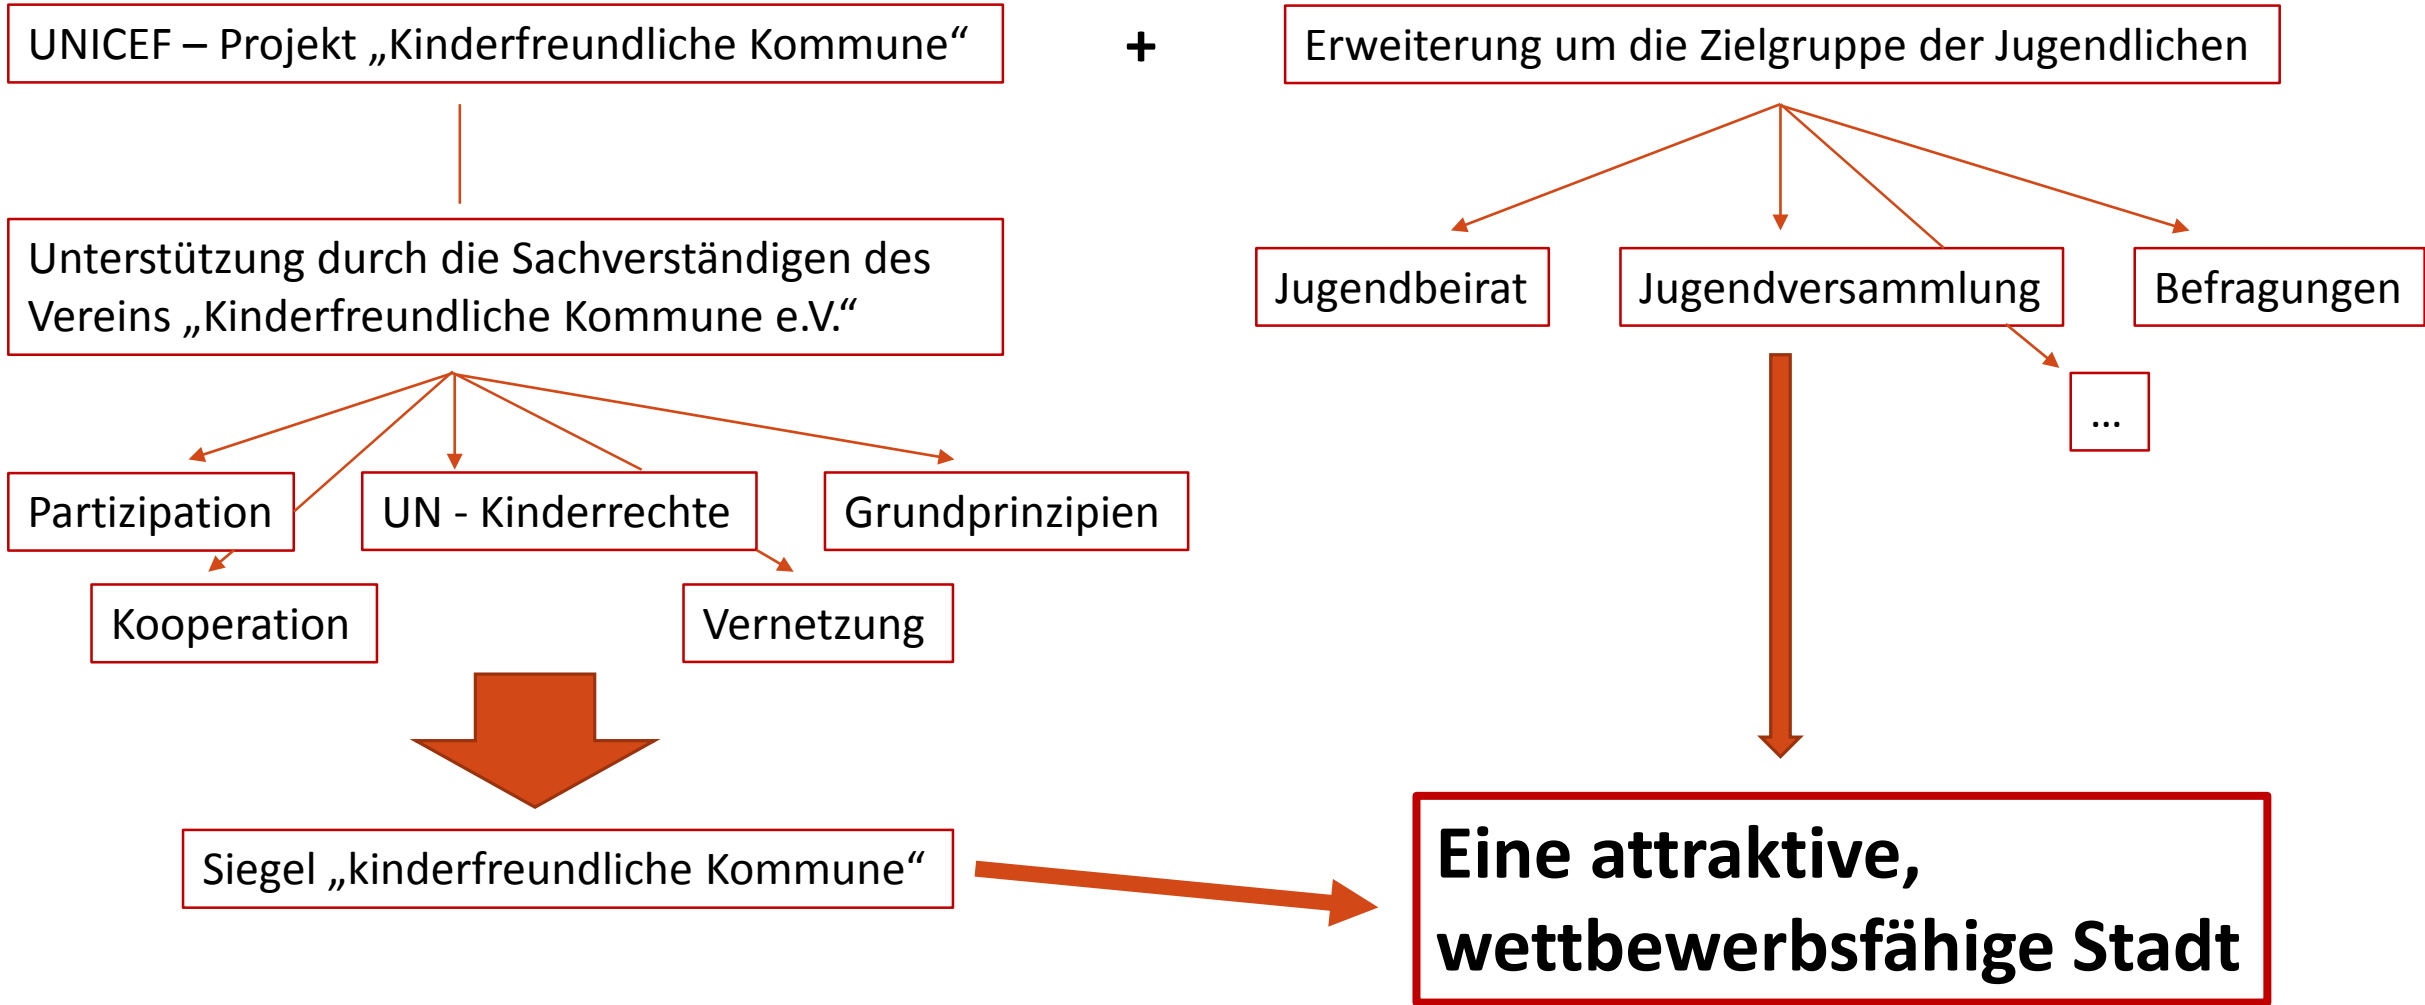 UNICEF – Projekt „Kinderfreundliche Kommune“
+
Erweiterung um die Zielgruppe der Jugendlichen
Unterstützung durch die Sachverständigen des
Vereins „Kinderfreundliche Kommune e.V.“
Jugendbeirat
Jugendversammlung
Befragungen
...
Partizipation
UN - Kinderrechte
Grundprinzipien
Kooperation
Vernetzung
Siegel „kinderfreundliche Kommune“
Eine attraktive,
wettbewerbsfähige Stadt